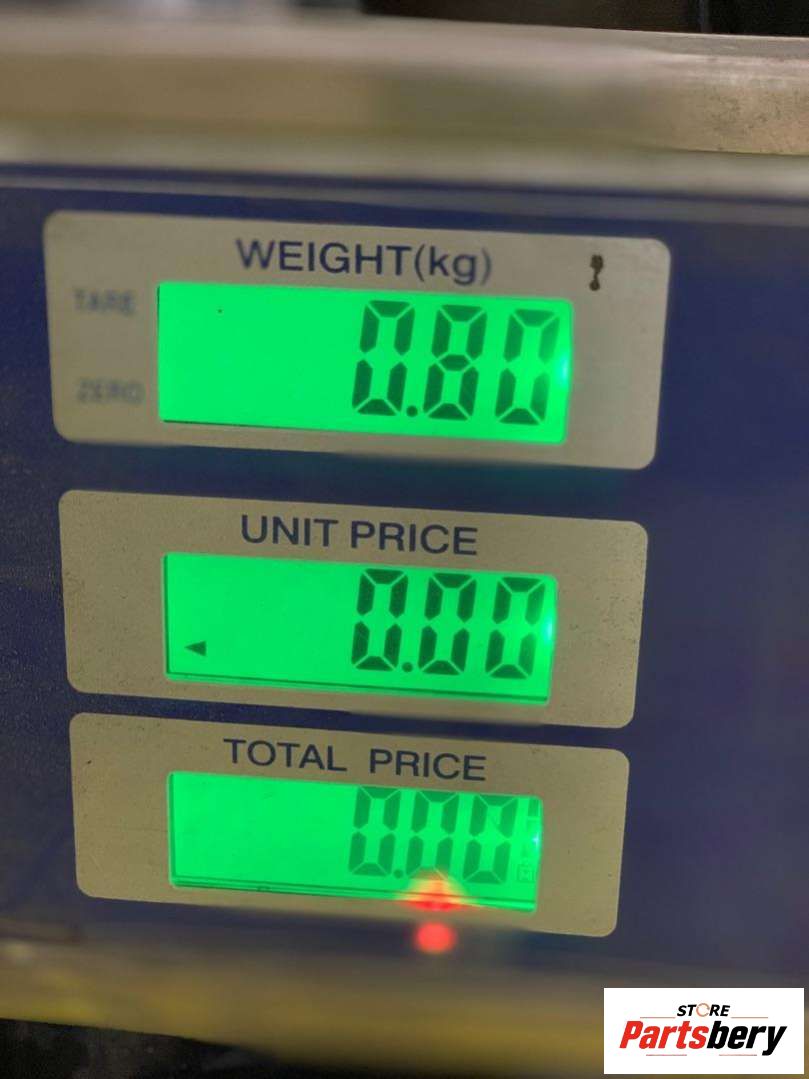 WEIGHT(kg)
TARE
0.80
ZERO
UNIT PRICE
0.00
TOTAL PRICE
0.00
STORE
Partsbery